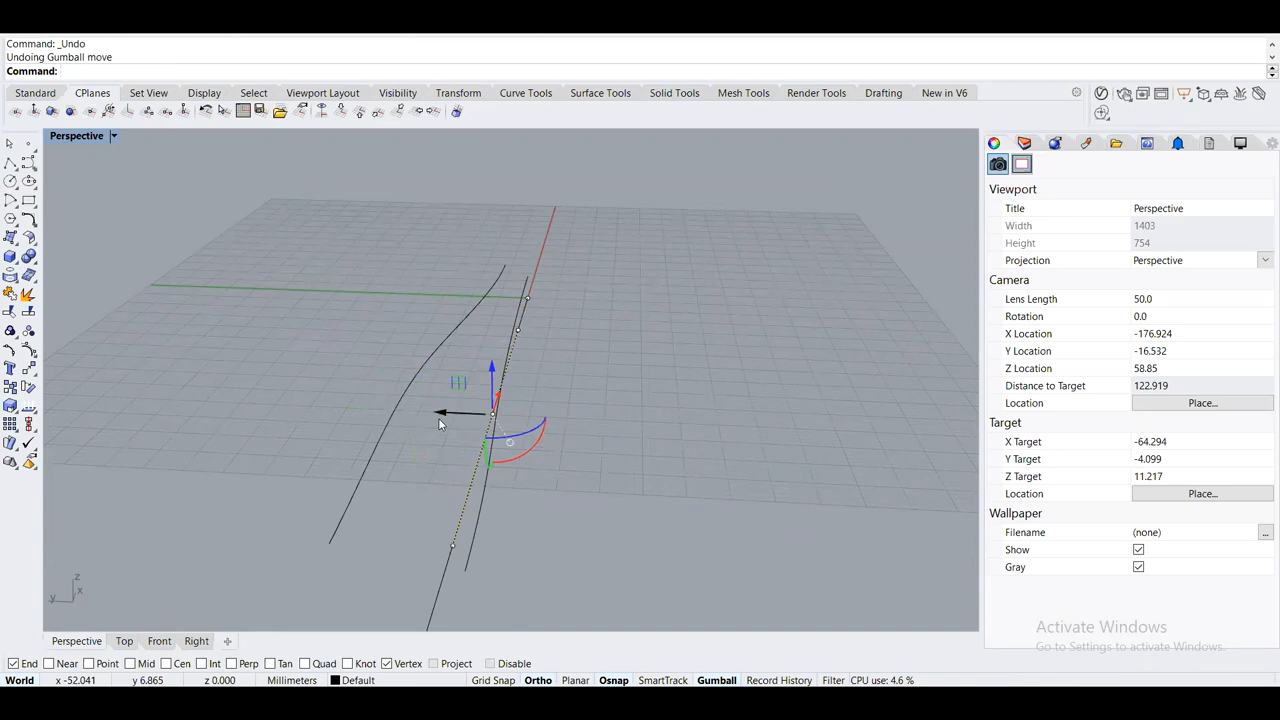 Command: _Undo
Undoing Gumball move
Command:
Standard CPlanes Set View Display Select Viewport Layout Visibility Transform Curve Tools Surface Tools Solid Tools Mesh Tools Render Tools Drafting New in V6
Perspective
Viewport
Title Perspective
Width 1403
Height 754
Projection Perspective
Camera
Lens Length 50.0
Rotation 0.0
X Location -176.924
Y Location -16.532
Z Location 58.85
Distance to Target 122.919
Location Place...
Target
X Target -64.294
Y Target -4.099
Z Target 11.217
Location Place...
Wallpaper
Filename (none) ...
Show
Gray
z
y x
Activate Windows
Go to Settings to activate Windows.
Perspective Top Front Right
End Near Point Mid Cen Int Perp Tan Quad Knot Vertex Project Disable
World x -52.041 y 6.865 z 0.000 Millimeters Default Grid Snap Ortho Planar Osnap SmartTrack Gumball Record History Filter CPU use: 4.6 %